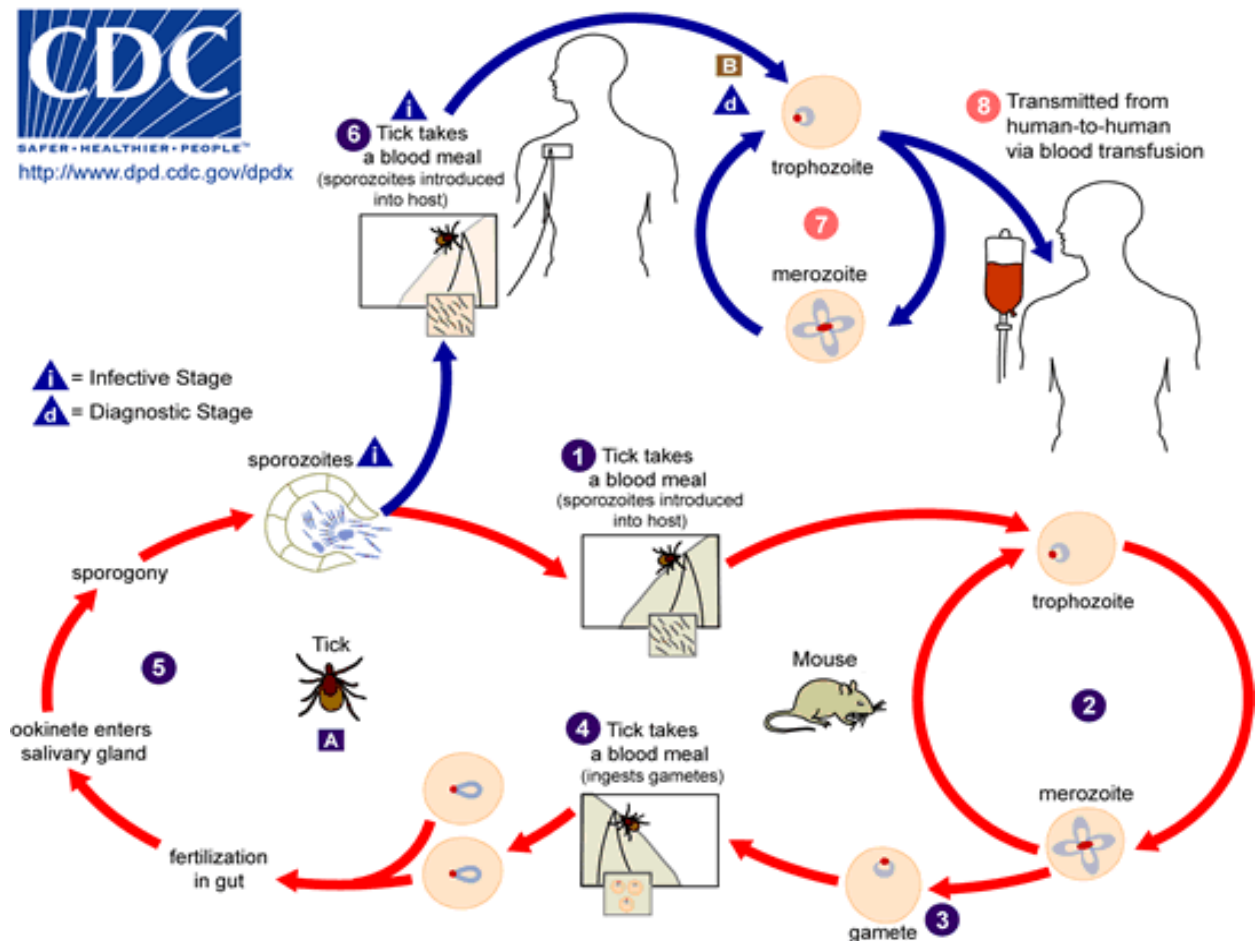 CDC
SAFER·HEALTHIER·PEOPLE™
http://www.dpd.cdc.gov/dpdx
i
6 Tick takes
a blood meal
(sporozoites introduced
into host)
B
d
trophozoite
7
merozoite
8 Transmitted from
human-to-human
via blood transfusion
i = Infective Stage
d = Diagnostic Stage
sporozoites i
1 Tick takes
a blood meal
(sporozoites introduced
into host)
trophozoite
sporogony
5
Tick
A
Mouse
2
ookinete enters
salivary gland
4 Tick takes
a blood meal
(ingests gametes)
merozoite
fertilization
in gut
3
gamete